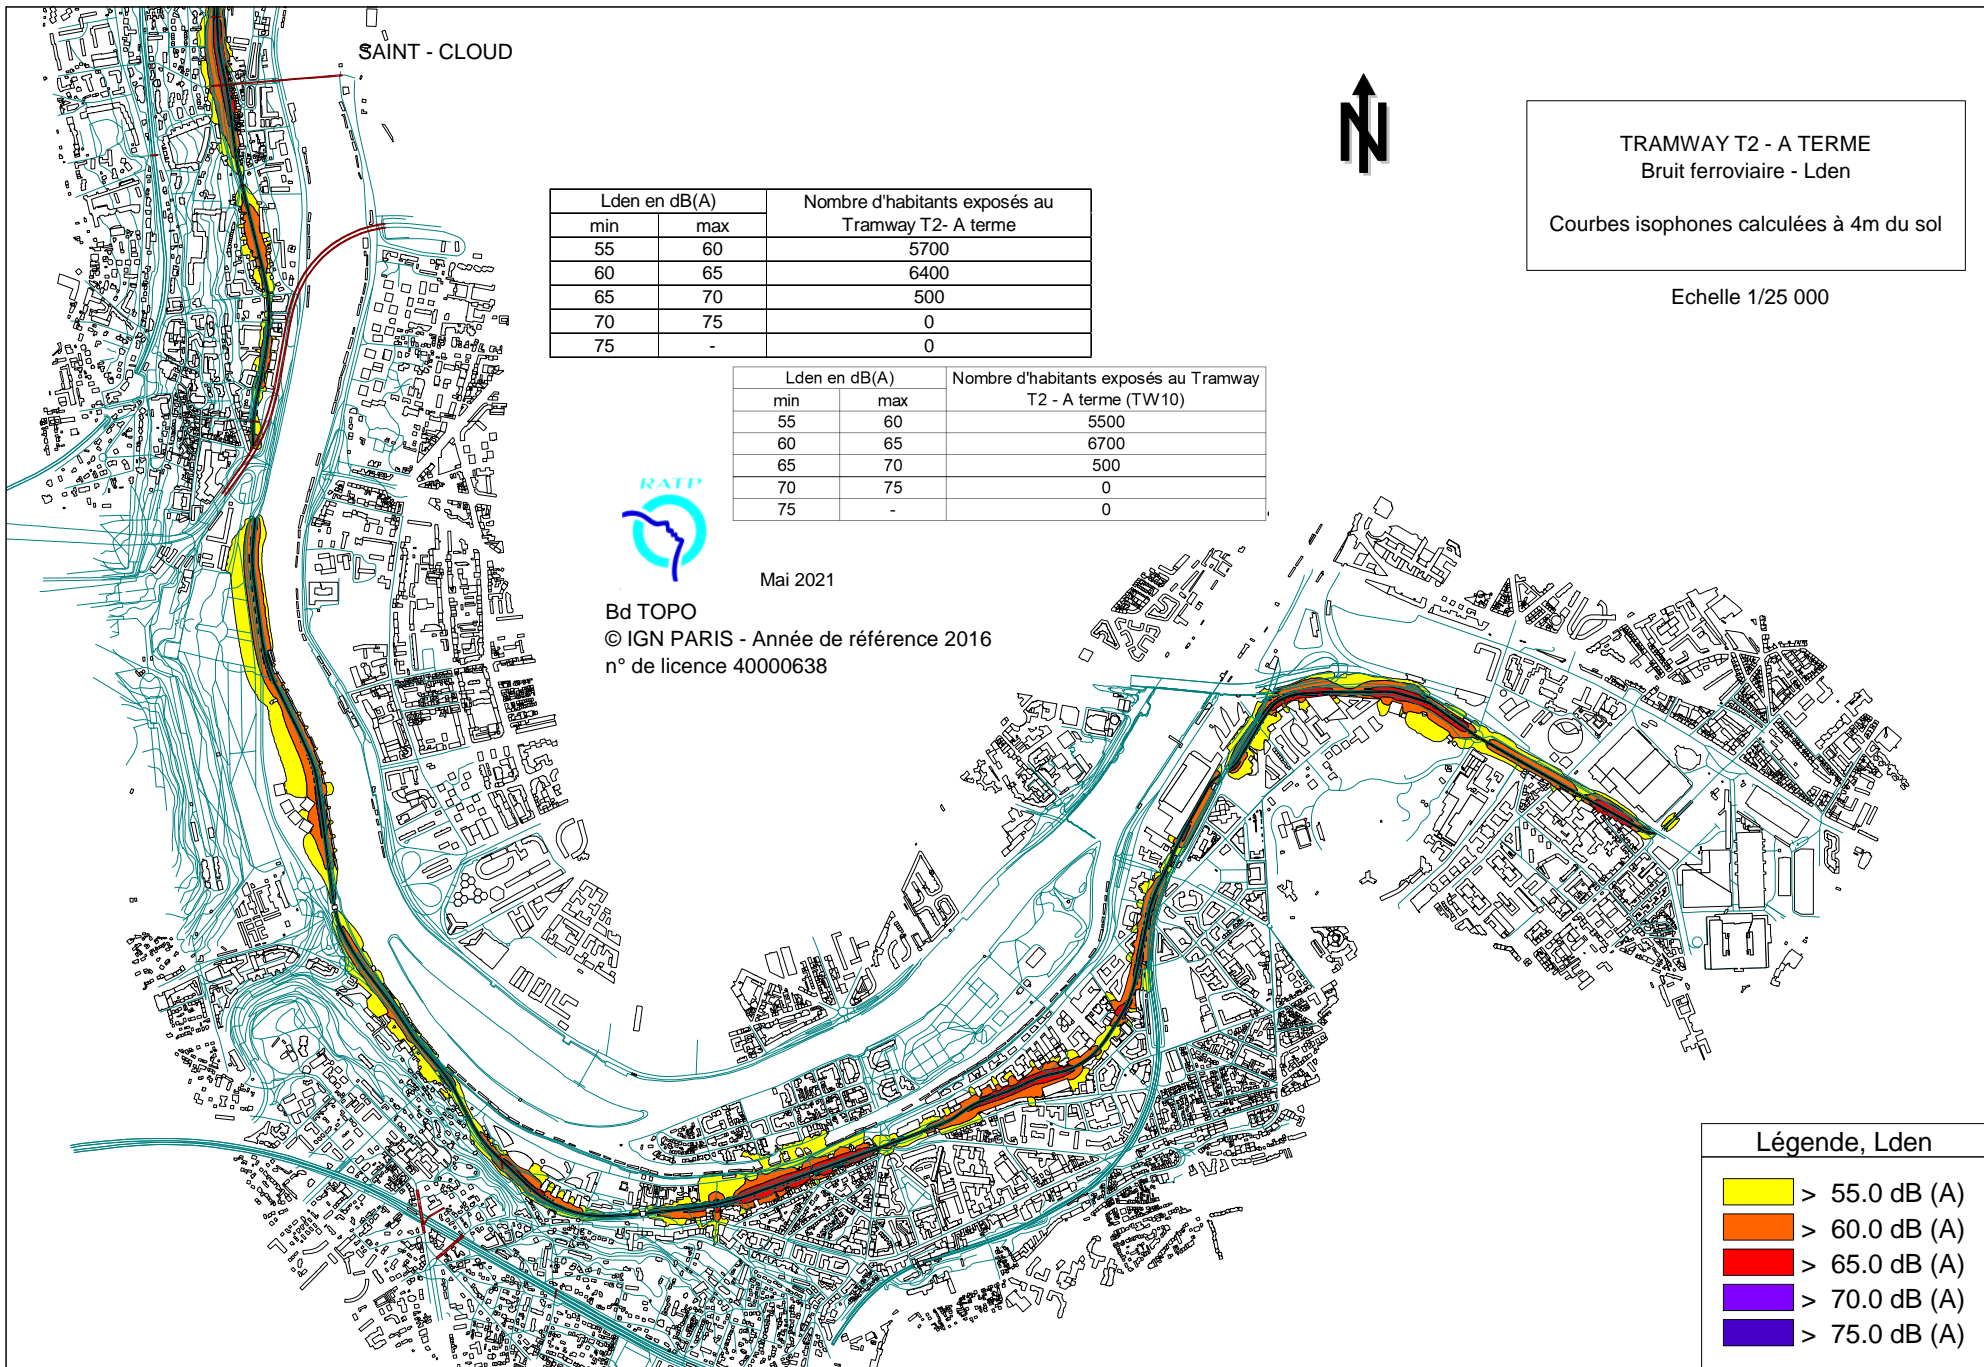 SAINT - CLOUD
N
TRAMWAY T2 - A TERME
Bruit ferroviaire - Lden
Courbes isophones calculées à 4m du sol
Echelle 1/25 000
Lden en dB(A) Nombre d'habitants exposés au
min max Tramway T2- A terme
55 60 5700
60 65 6400
65 70 500
70 75 0
75 - 0
Lden en dB(A) Nombre d'habitants exposés au Tramway
min max T2 - A terme (TW10)
55 60 5500
60 65 6700
65 70 500
70 75 0
75 - 0
RATP
Mai 2021
Bd TOPO
© IGN PARIS - Année de référence 2016
n° de licence 40000638
Légende, Lden
> 55.0 dB (A)
> 60.0 dB (A)
> 65.0 dB (A)
> 70.0 dB (A)
> 75.0 dB (A)